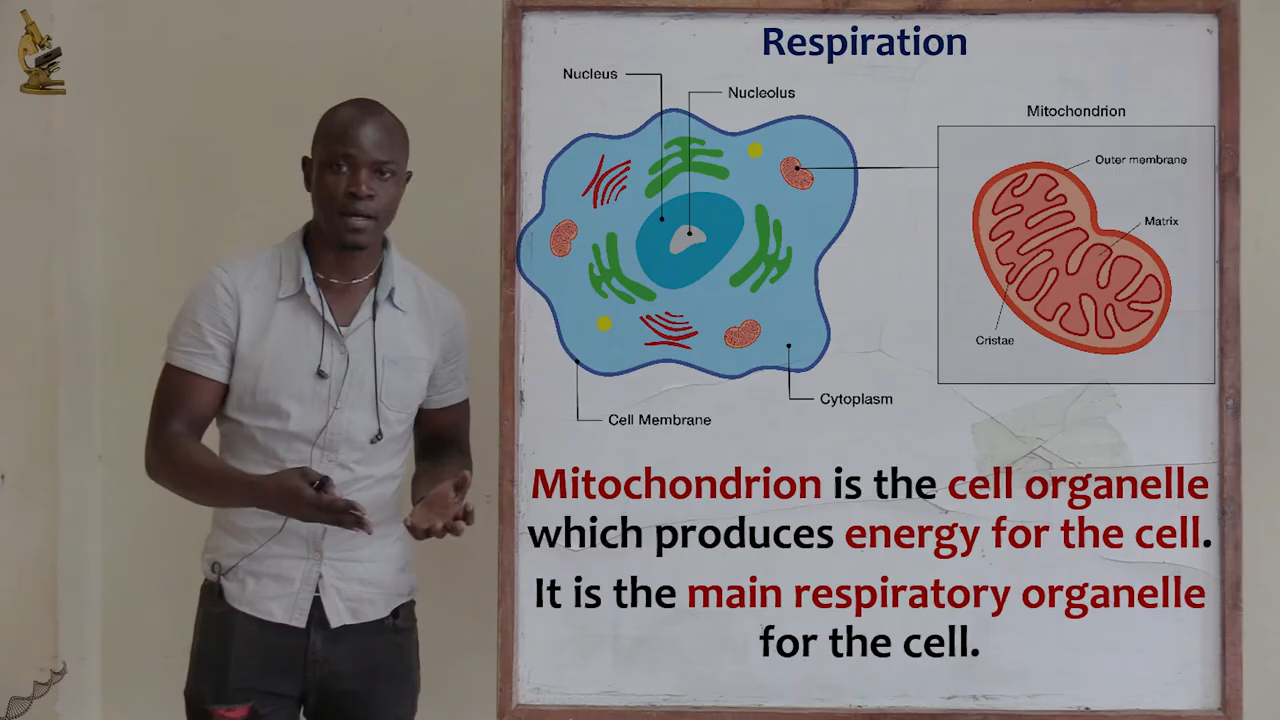 Respiration
Nucleus
Nucleolus
Mitochondrion
Outer membrane
Matrix
Cristae
Cytoplasm
Cell Membrane
Mitochondrion is the cell organelle
which produces energy for the cell.
It is the main respiratory organelle
for the cell.